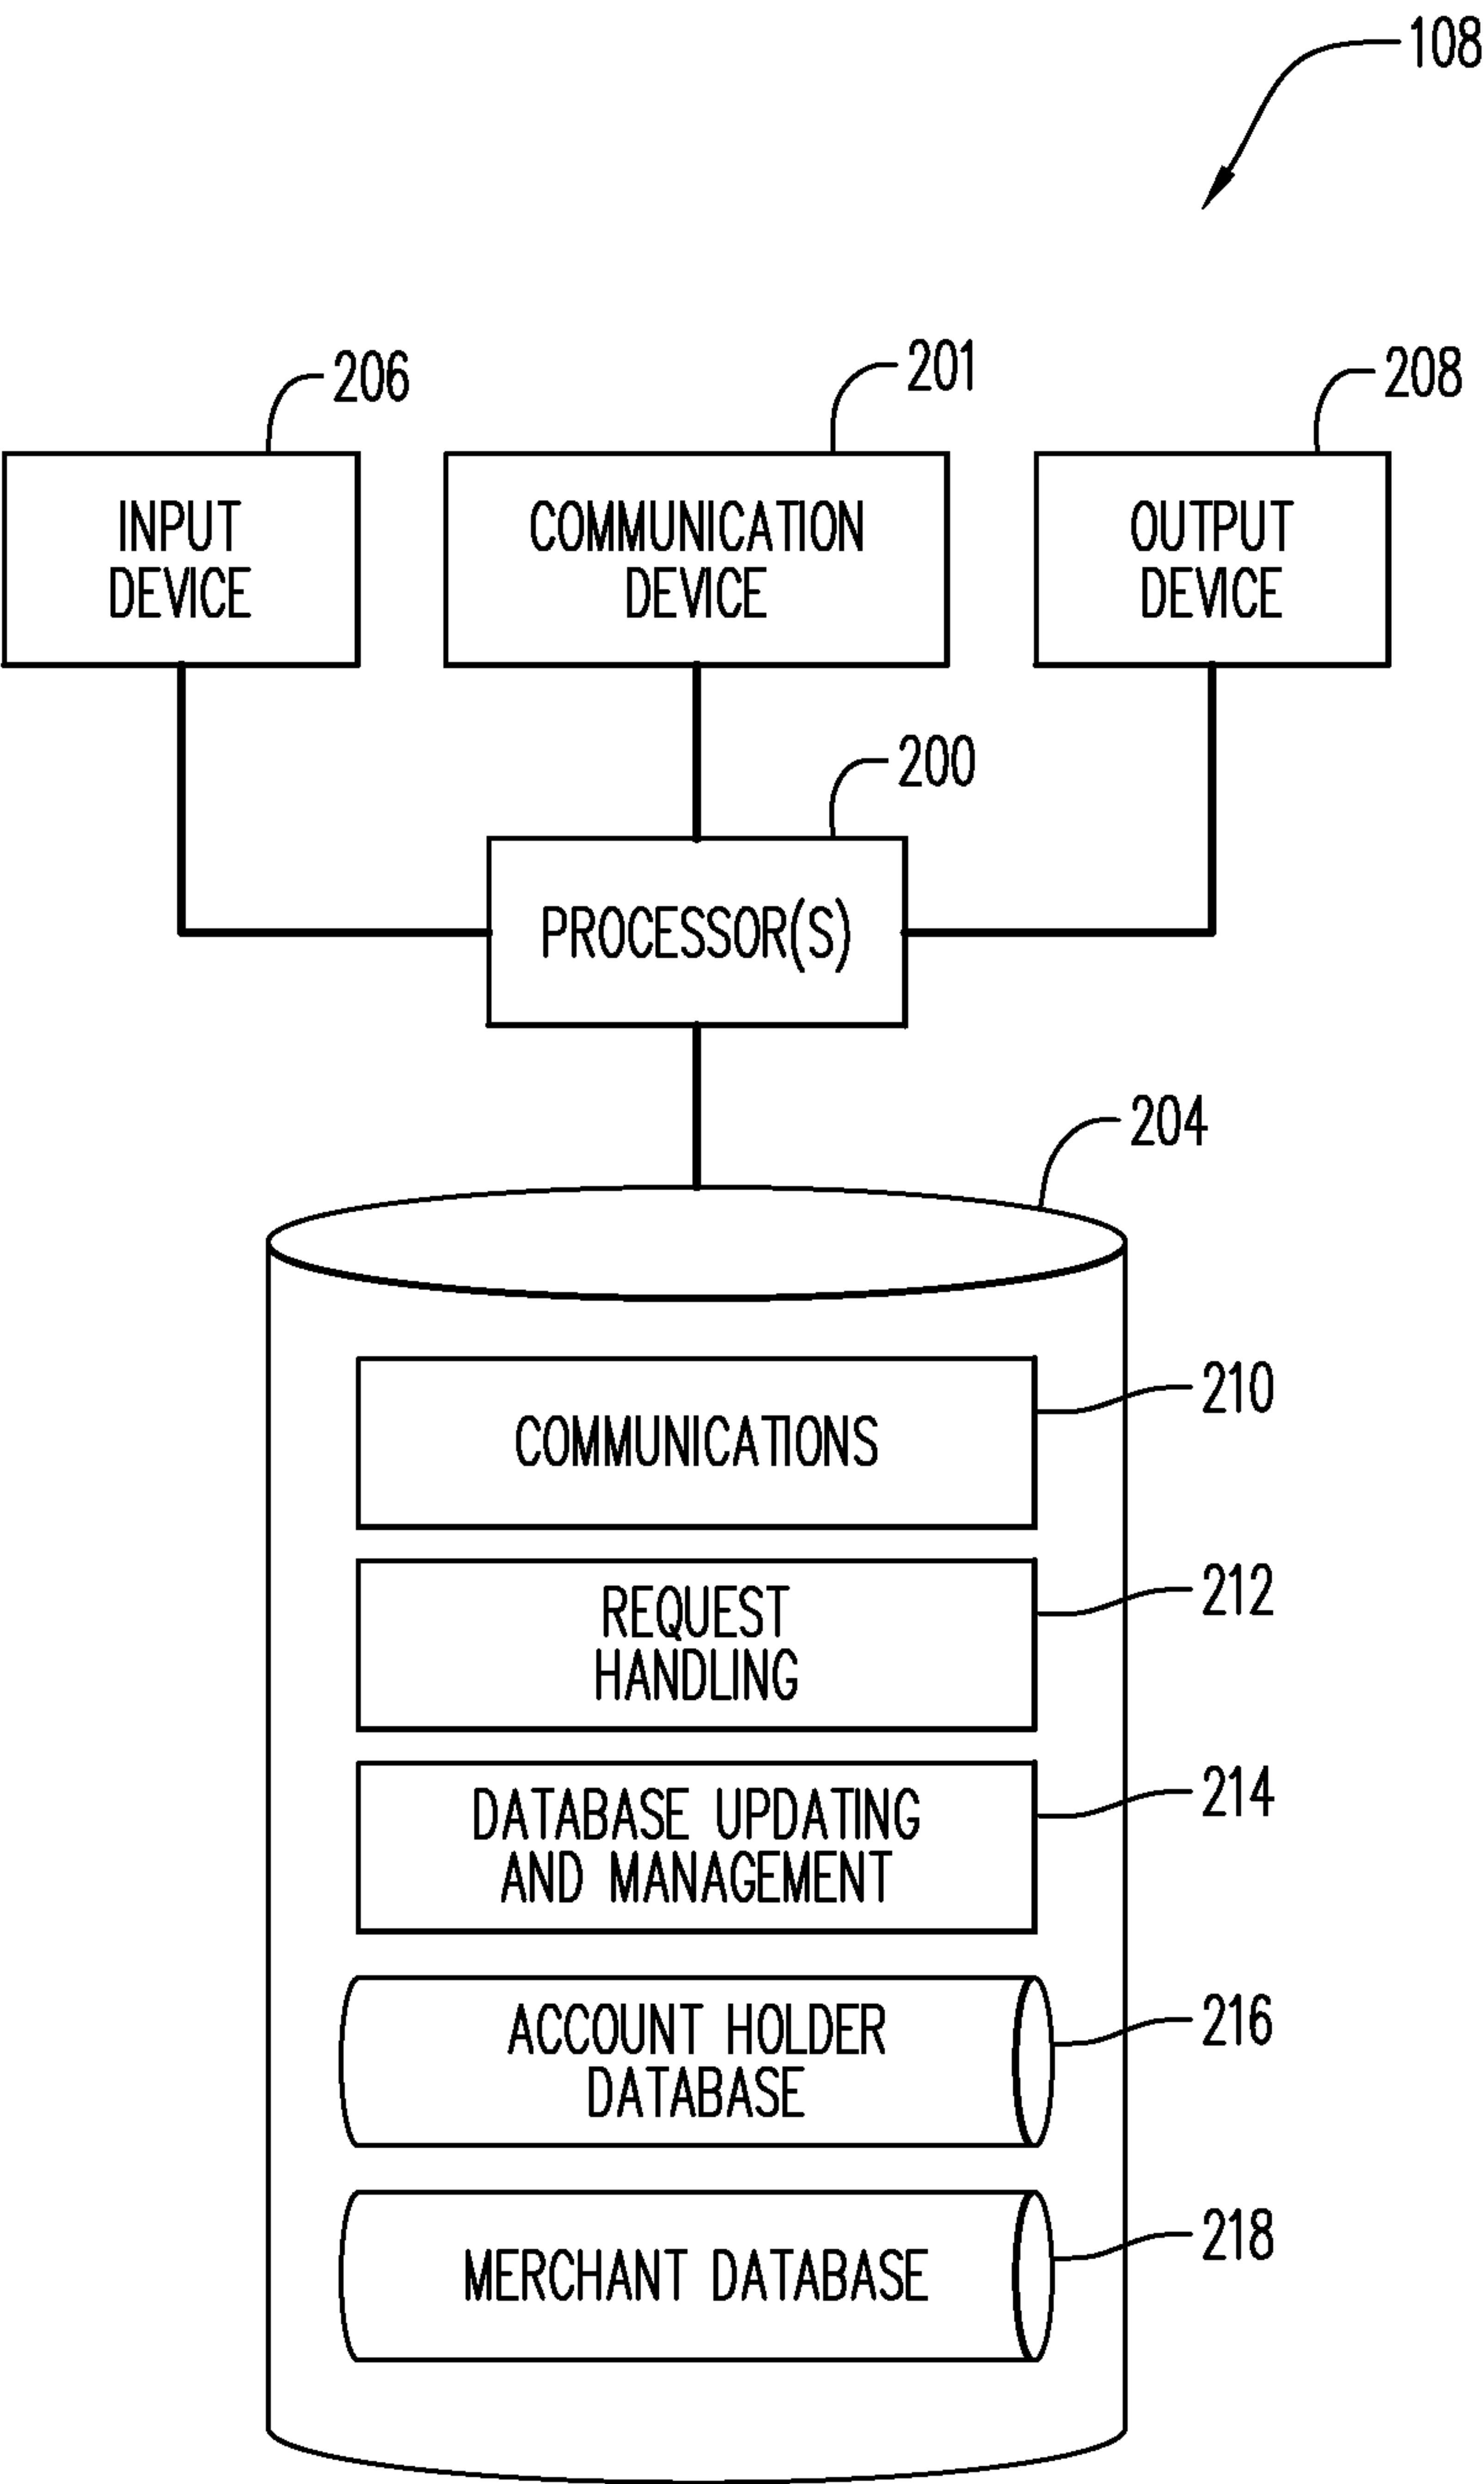 108
206
201
208
INPUT
DEVICE
COMMUNICATION
DEVICE
OUTPUT
DEVICE
200
PROCESSOR(S)
204
COMMUNICATIONS
210
REQUEST
HANDLING
212
DATABASE UPDATING
AND MANAGEMENT
214
ACCOUNT HOLDER
DATABASE
216
MERCHANT DATABASE
218